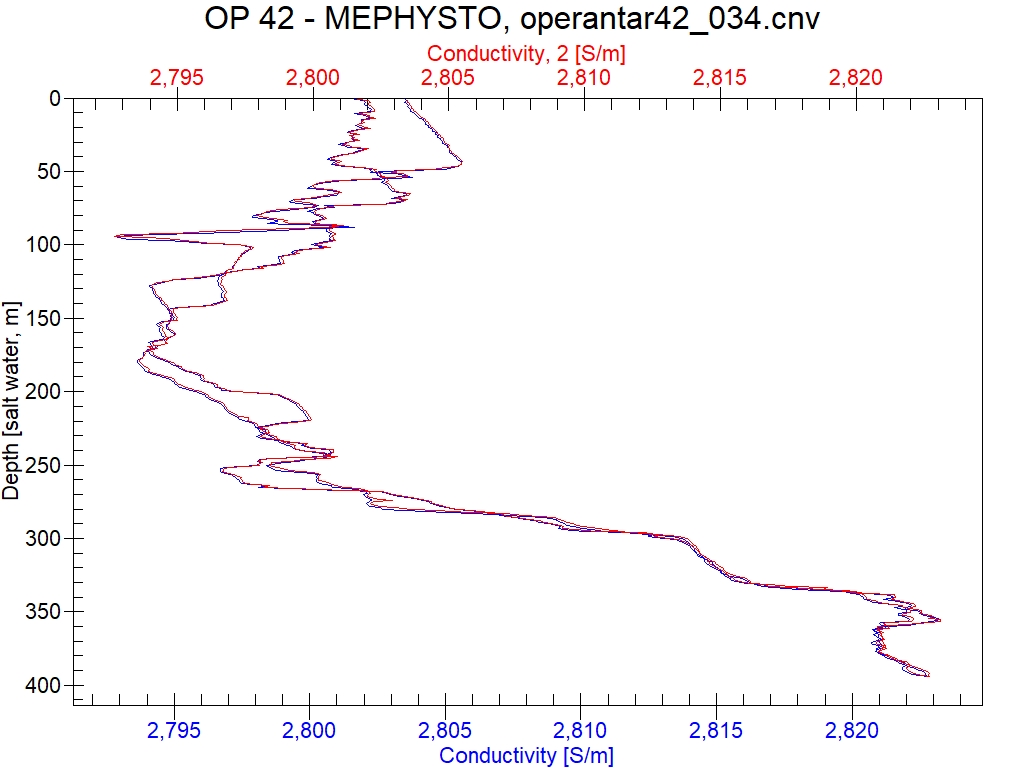 OP 42 - MEPHYSTO, operantar42_034.cnv
Conductivity, 2 [S/m]
2,795 2,800 2,805 2,810 2,815 2,820
0
50
100
150
200
250
300
350
400
Depth [salt water, m]
2,795 2,800 2,805 2,810 2,815 2,820
Conductivity [S/m]